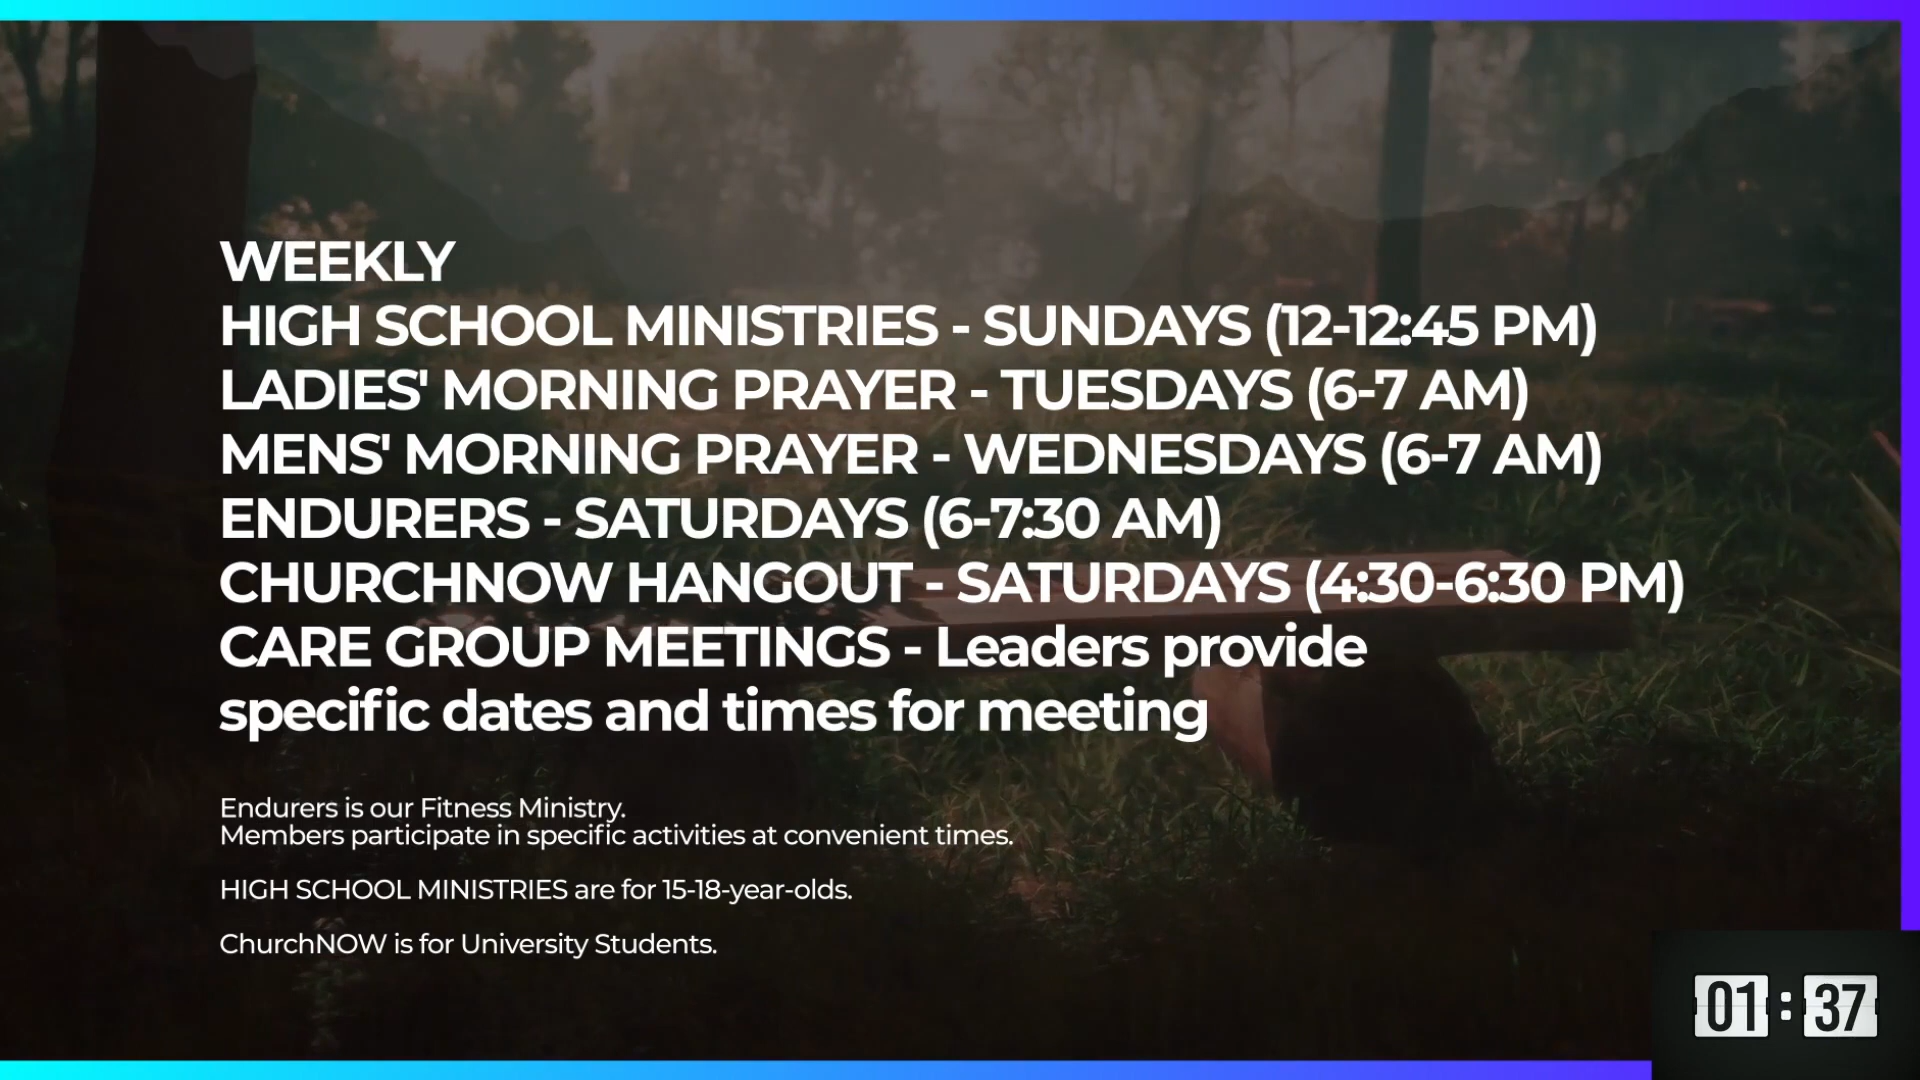 WEEKLY
HIGH SCHOOL MINISTRIES - SUNDAYS (12-12:45 PM)
LADIES' MORNING PRAYER - TUESDAYS (6-7 AM)
MENS' MORNING PRAYER - WEDNESDAYS (6-7 AM)
ENDURERS - SATURDAYS (6-7:30 AM)
CHURCHNOW HANGOUT - SATURDAYS (4:30-6:30 PM)
CARE GROUP MEETINGS - Leaders provide
specific dates and times for meeting
Endurers is our Fitness Ministry.
Members participate in specific activities at convenient times.
HIGH SCHOOL MINISTRIES are for 15-18-year-olds.
ChurchNOW is for University Students.
01 : 37